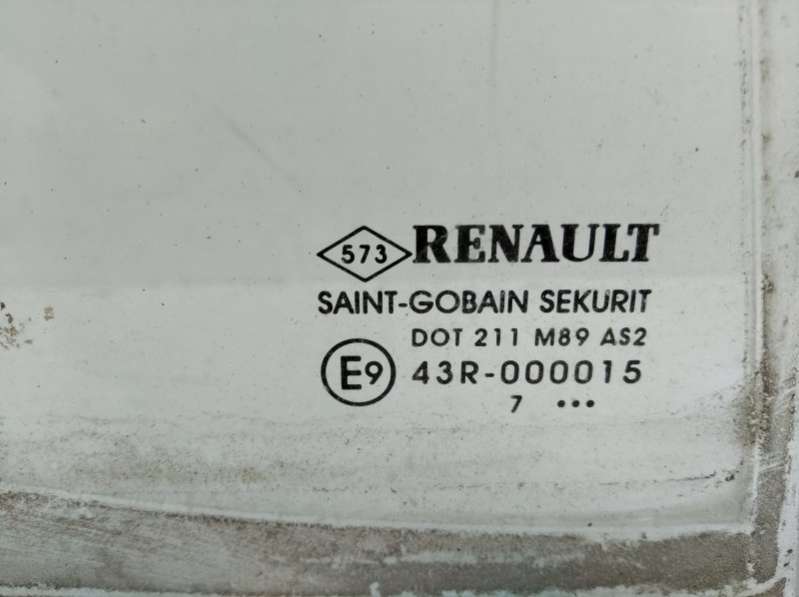 573 RENAULT
SAINT-GOBAIN SEKURIT
DOT 211 M89 AS2
E9 43R-000015
7 •••